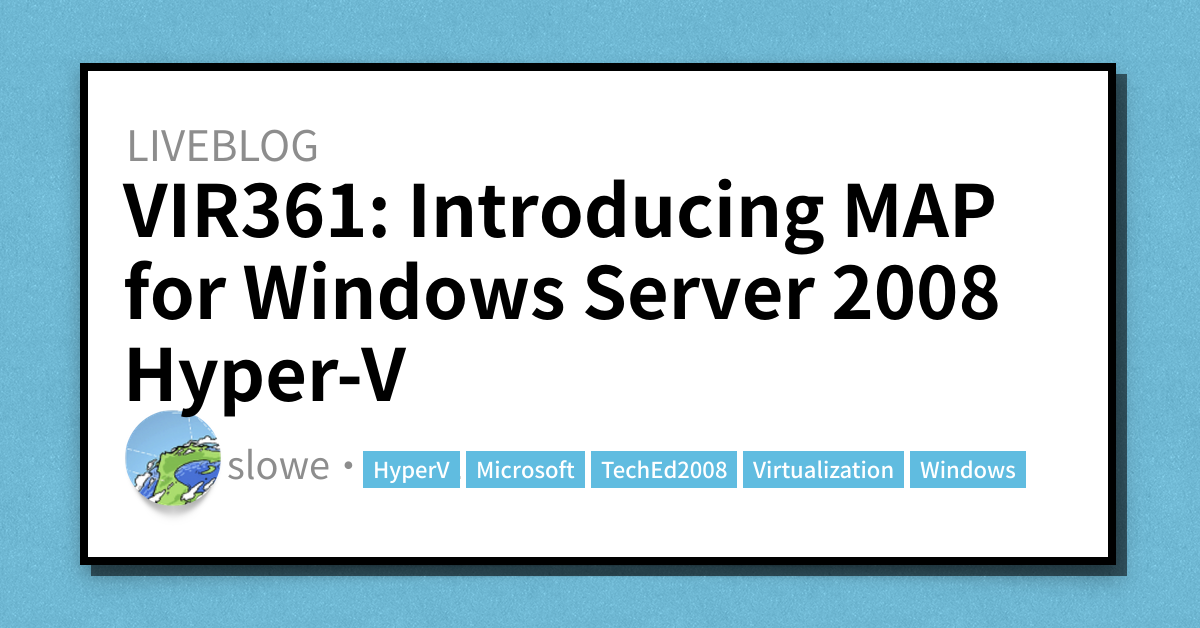 LIVEBLOG
VIR361: Introducing MAP
for Windows Server 2008
Hyper-V
slowe • HyperV Microsoft TechEd2008 Virtualization Windows